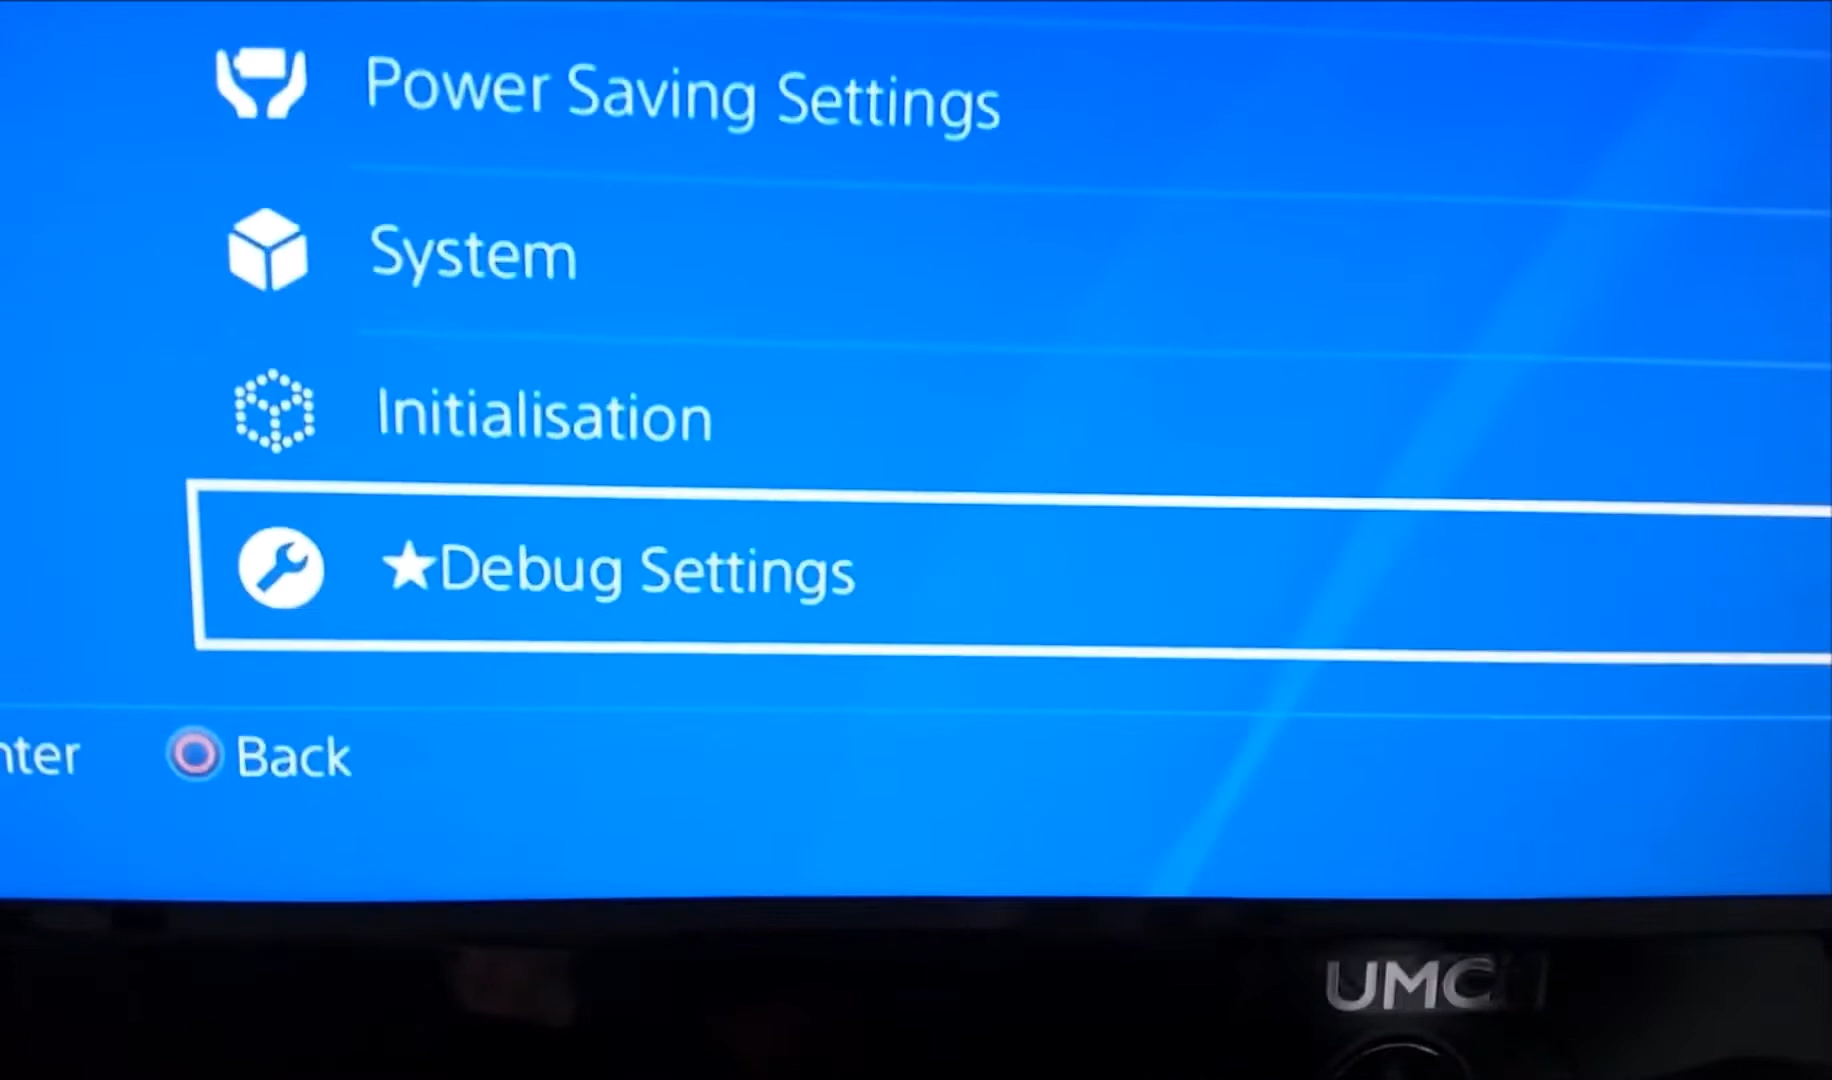 Power Saving Settings
System
Initialisation
★Debug Settings
nter
Back
UMC